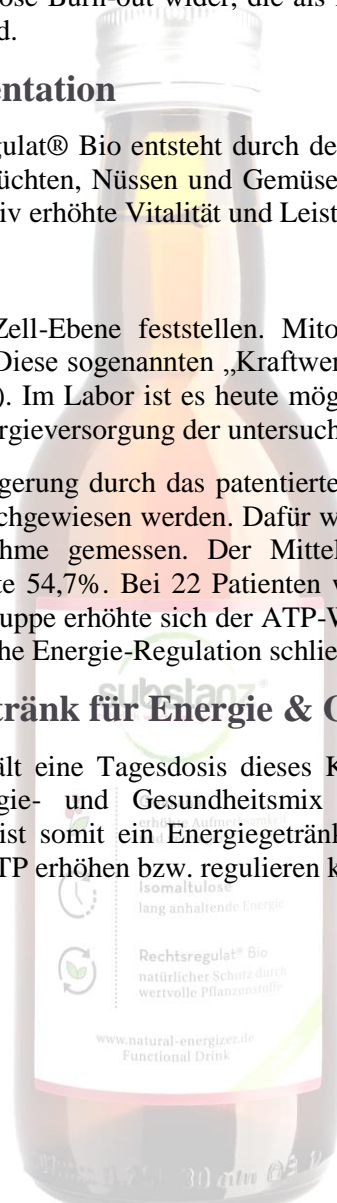 ose Burn-out wider, die als
d.
entation
gulat® Bio entsteht durch de
üchten, Nüssen und Gemüse
iv erhöhte Vitalität und Leist
Zell-Ebene feststellen. Mito
Diese sogenannten „Kraftwer
). Im Labor ist es heute mög
ergieversorgung der untersuch
gerung durch das patentierte
chgewiesen werden. Dafür w
hme gemessen. Der Mittel
te 54,7%. Bei 22 Patienten w
uppe erhöhte sich der ATP-W
he Energie-Regulation schlie
substanz
tränk für Energie & G
ält eine Tagesdosis dieses K
gie- und Gesundheitsmix
erhöhte Aufmerksamkeit
ist somit ein Energiegetränk
TP erhöhen bzw. regulieren k
Isomaltulose
lang anhaltende Energie
Rechtsregulat® Bio
natürlicher Schutz durch
wertvolle Pflanzenstoffe
www.natural-energizer.de
Functional Drink